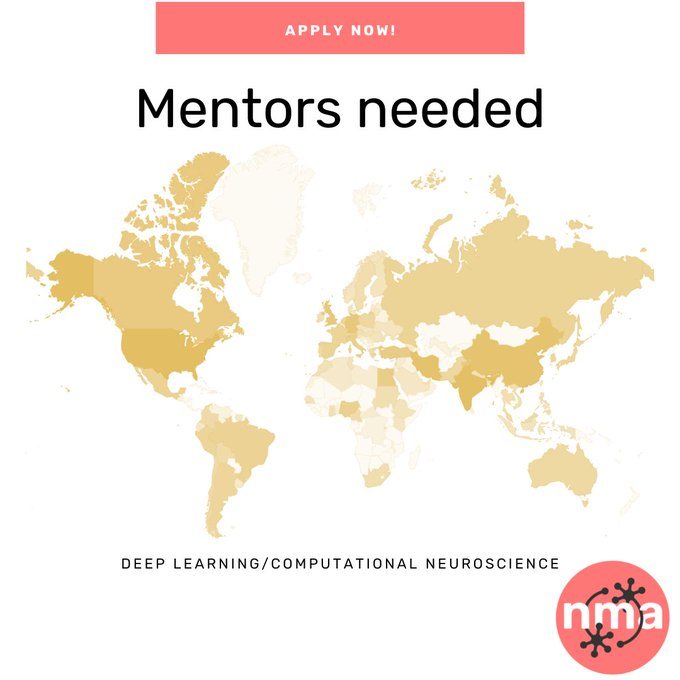 APPLY NOW!
Mentors needed
DEEP LEARNING/COMPUTATIONAL NEUROSCIENCE
nma